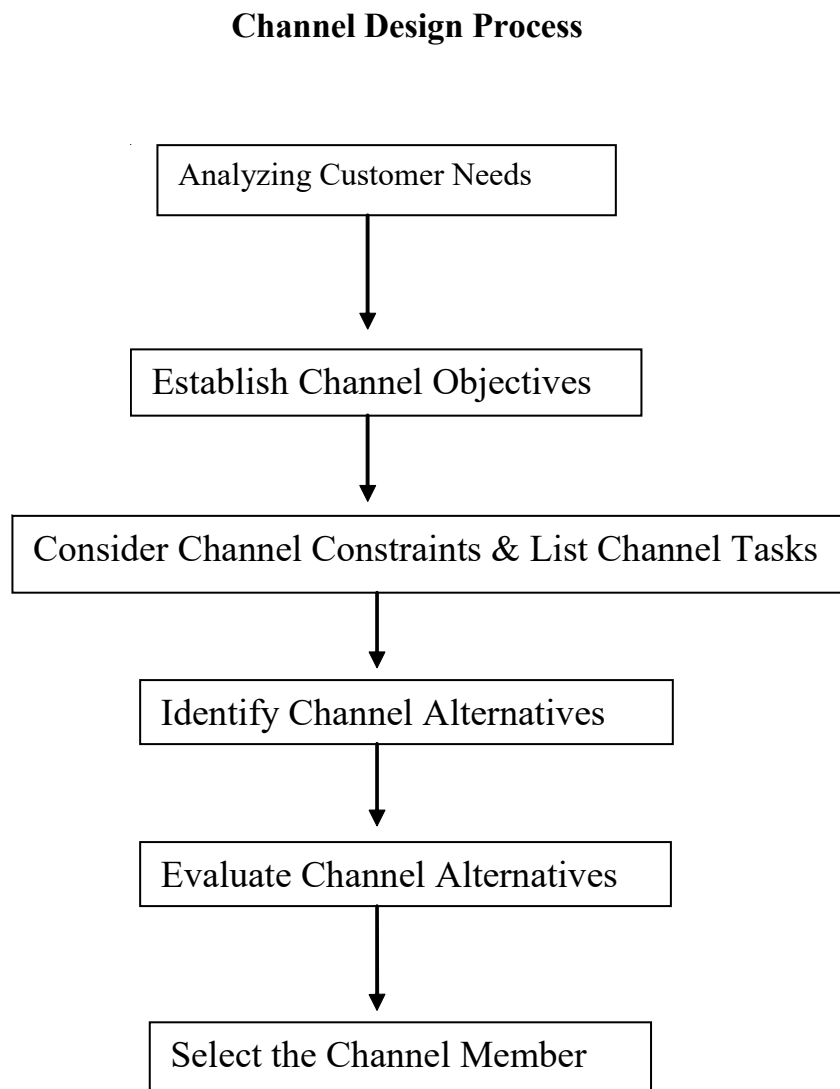 Channel Design Process
Analyzing Customer Needs
Establish Channel Objectives
Consider Channel Constraints & List Channel Tasks
Identify Channel Alternatives
Evaluate Channel Alternatives
Select the Channel Member